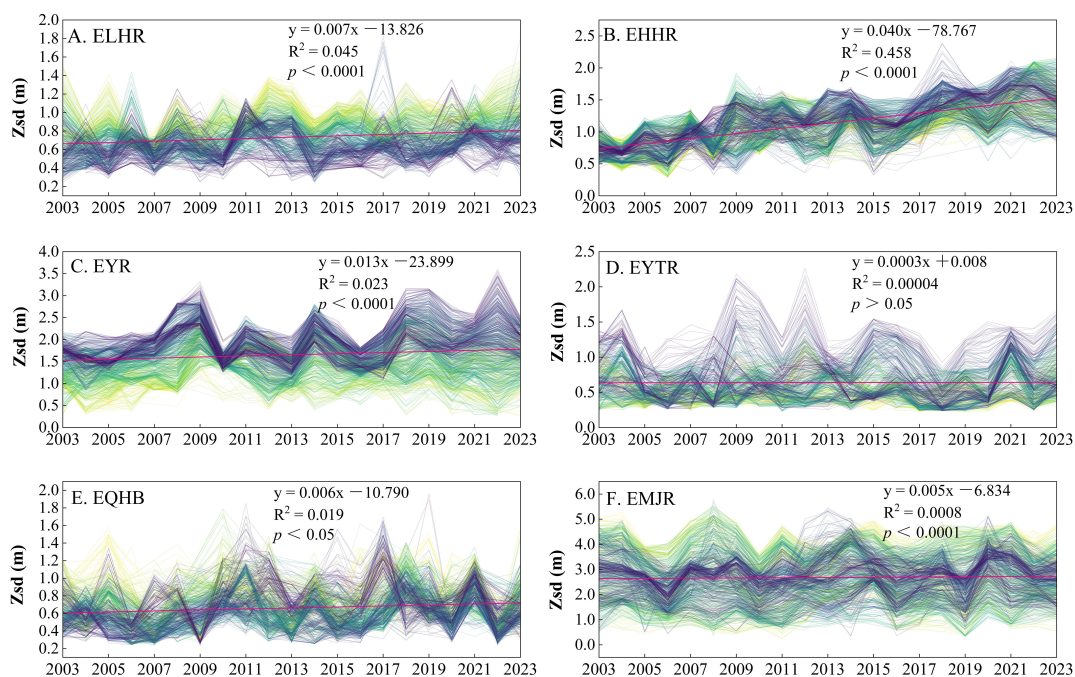 A. ELHR
y = 0.007x －13.826
R² = 0.045
p < 0.0001
Zsd (m)
2.0
1.8
1.6
1.4
1.2
1.0
0.8
0.6
0.4
0.2
2003 2005 2007 2009 2011 2013 2015 2017 2019 2021 2023
B. EHHR
y = 0.040x －78.767
R² = 0.458
p < 0.0001
Zsd (m)
2.5
2.0
1.5
1.0
0.5
0.0
2003 2005 2007 2009 2011 2013 2015 2017 2019 2021 2023
C. EYR
y = 0.013x －23.899
R² = 0.023
p < 0.0001
Zsd (m)
4.0
3.5
3.0
2.5
2.0
1.5
1.0
0.5
0.0
2003 2005 2007 2009 2011 2013 2015 2017 2019 2021 2023
D. EYTR
y = 0.0003x ＋0.008
R² = 0.00004
p > 0.05
Zsd (m)
2.5
2.0
1.5
1.0
0.5
0.0
2003 2005 2007 2009 2011 2013 2015 2017 2019 2021 2023
E. EQHB
y = 0.006x －10.790
R² = 0.019
p < 0.05
Zsd (m)
2.0
1.8
1.6
1.4
1.2
1.0
0.8
0.6
0.4
0.2
2003 2005 2007 2009 2011 2013 2015 2017 2019 2021 2023
F. EMJR
y = 0.005x －6.834
R² = 0.0008
p < 0.0001
Zsd (m)
6.0
5.0
4.0
3.0
2.0
1.0
0.0
2003 2005 2007 2009 2011 2013 2015 2017 2019 2021 2023